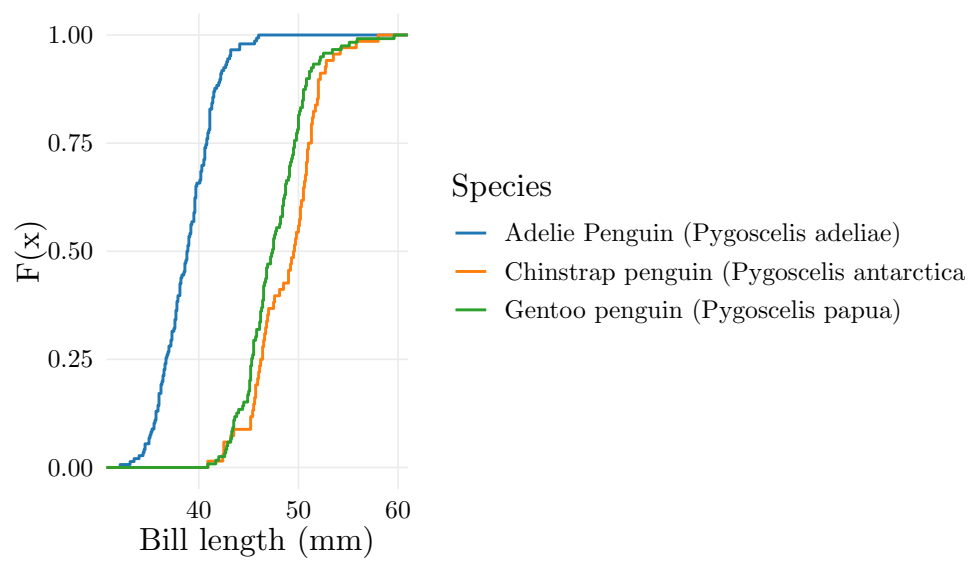 1.00
0.75
0.50
0.25
0.00
F(x)
40 50 60
Bill length (mm)
Species
Adelie Penguin (Pygoscelis adeliae)
Chinstrap penguin (Pygoscelis antarctica
Gentoo penguin (Pygoscelis papua)